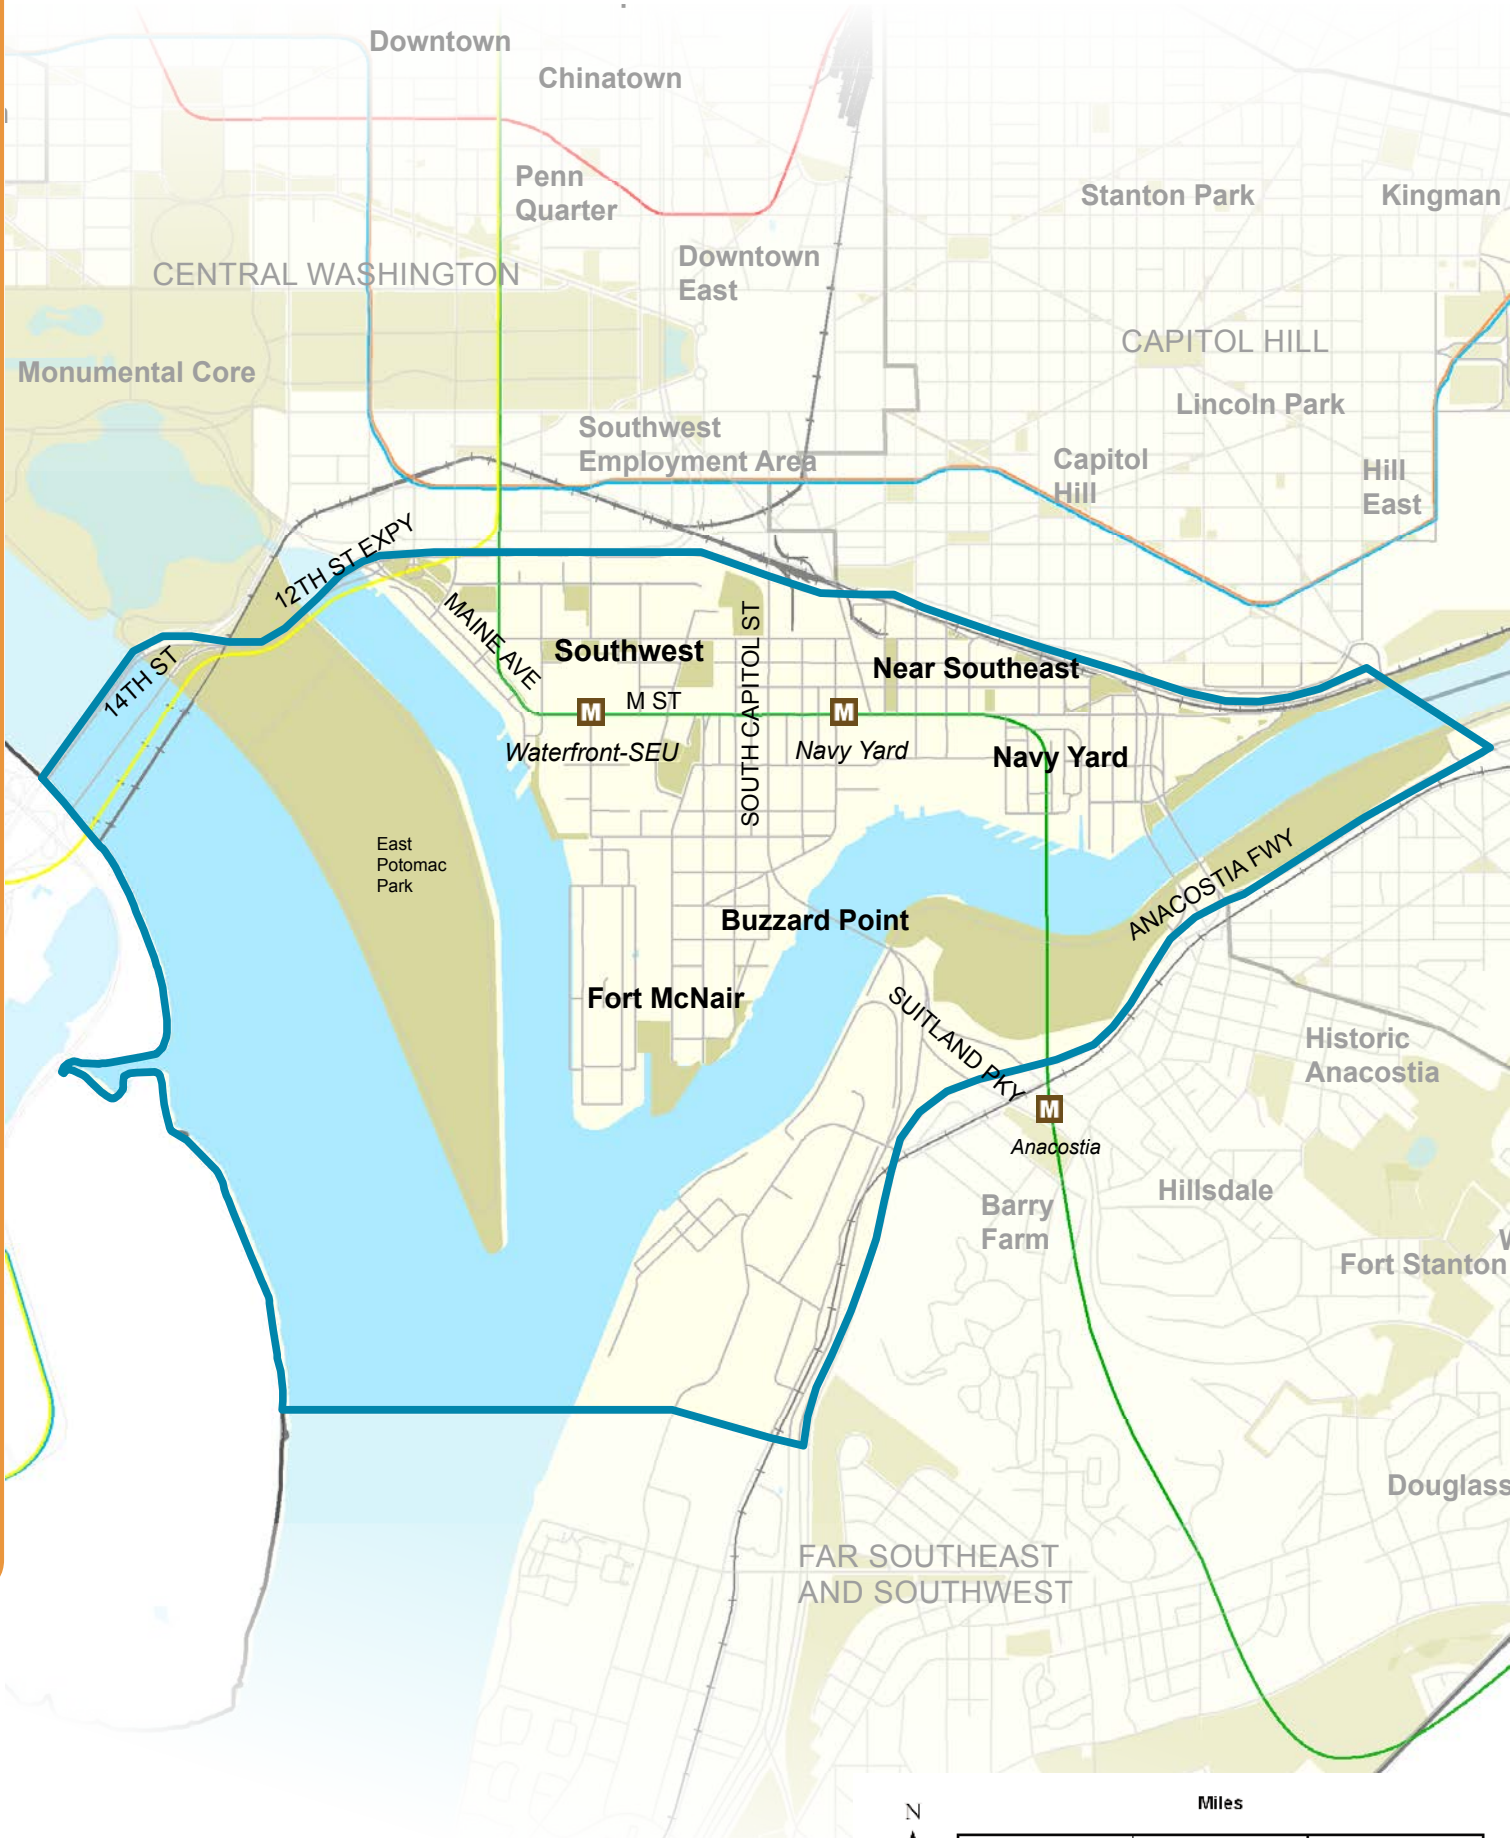 Downtown
Chinatown
Penn
Quarter
Stanton Park
Kingman
Downtown
East
CENTRAL WASHINGTON
CAPITOL HILL
Monumental Core
Lincoln Park
Southwest
Employment Area
Capitol
Hill
Hill
East
12TH ST EXPY
MAINE AVE
SOUTH CAPITOL ST
Southwest
Near Southeast
14TH ST
M ST
M
M
Waterfront-SEU
Navy Yard
Navy Yard
East
Potomac
Park
ANACOSTIA FWY
Buzzard Point
Fort McNair
SUITLAND PKY
Historic
Anacostia
M
Anacostia
Hillsdale
Barry
Farm
Fort Stanton
Douglass
FAR SOUTHEAST
AND SOUTHWEST
N
Miles